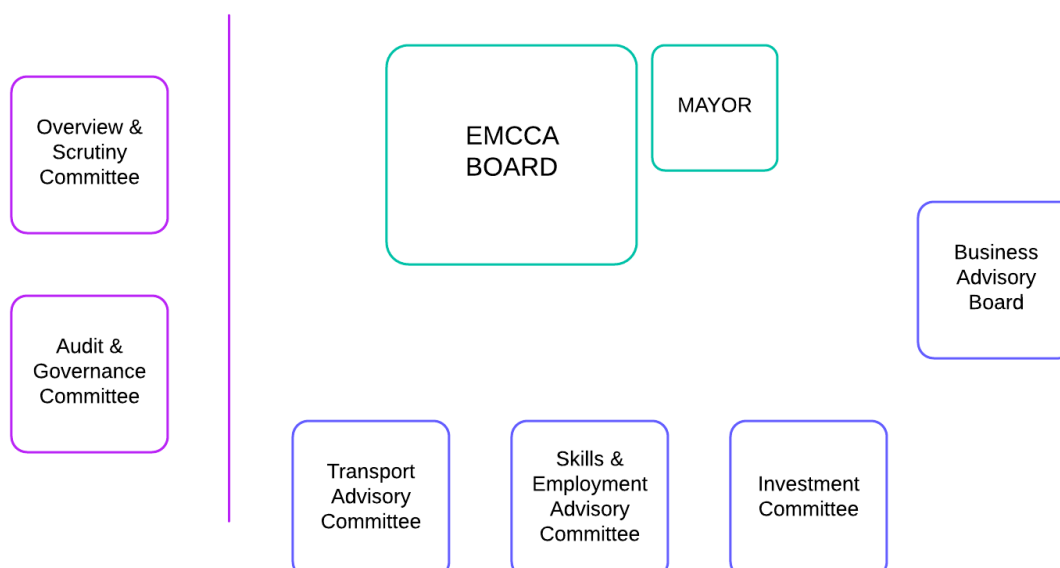 Overview &
Scrutiny
Committee
Audit &
Governance
Committee
EMCCA
BOARD
MAYOR
Business
Advisory
Board
Transport
Advisory
Committee
Skills &
Employment
Advisory
Committee
Investment
Committee